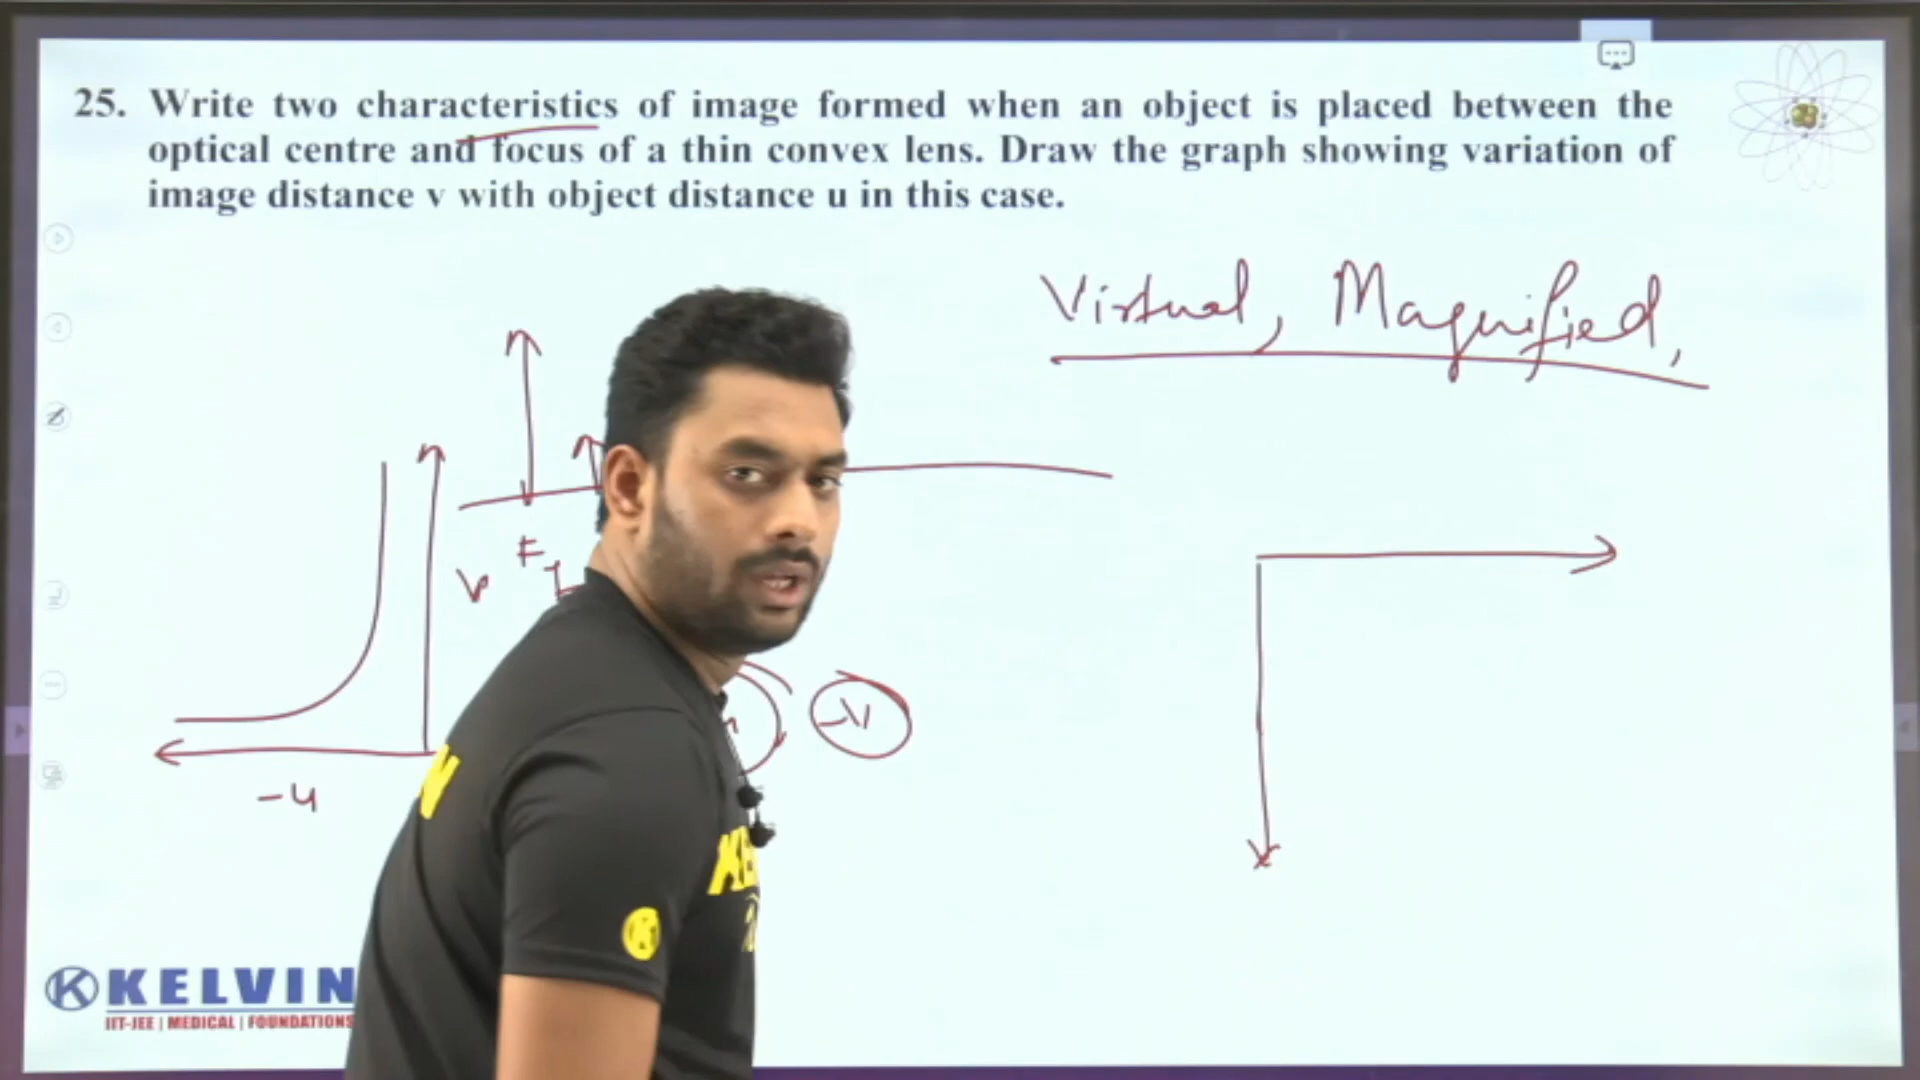 25. Write two characteristics of image formed when an object is placed between the
optical centre and focus of a thin convex lens. Draw the graph showing variation of
image distance v with object distance u in this case.
Virtual, Magnified,
F
v
-v
-u
KELVIN
IIT-JEE | MEDICAL | FOUNDATIONS